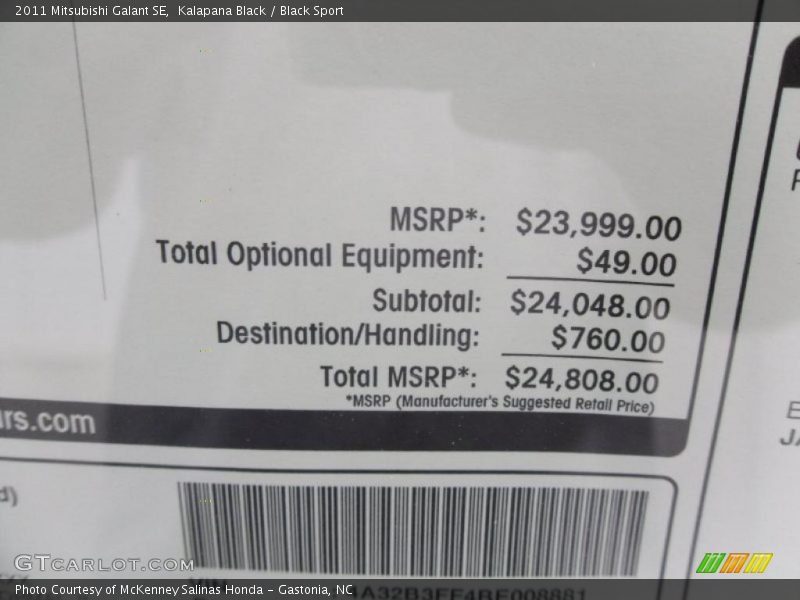 2011 Mitsubishi Galant SE, Kalapana Black / Black Sport
MSRP*: $23,999.00
Total Optional Equipment: $49.00
Subtotal: $24,048.00
Destination/Handling: $760.00
Total MSRP*: $24,808.00
*MSRP (Manufacturer's Suggested Retail Price)
rs.com
GTCARLOT.COM
Photo Courtesy of McKenney Salinas Honda - Gastonia, NC